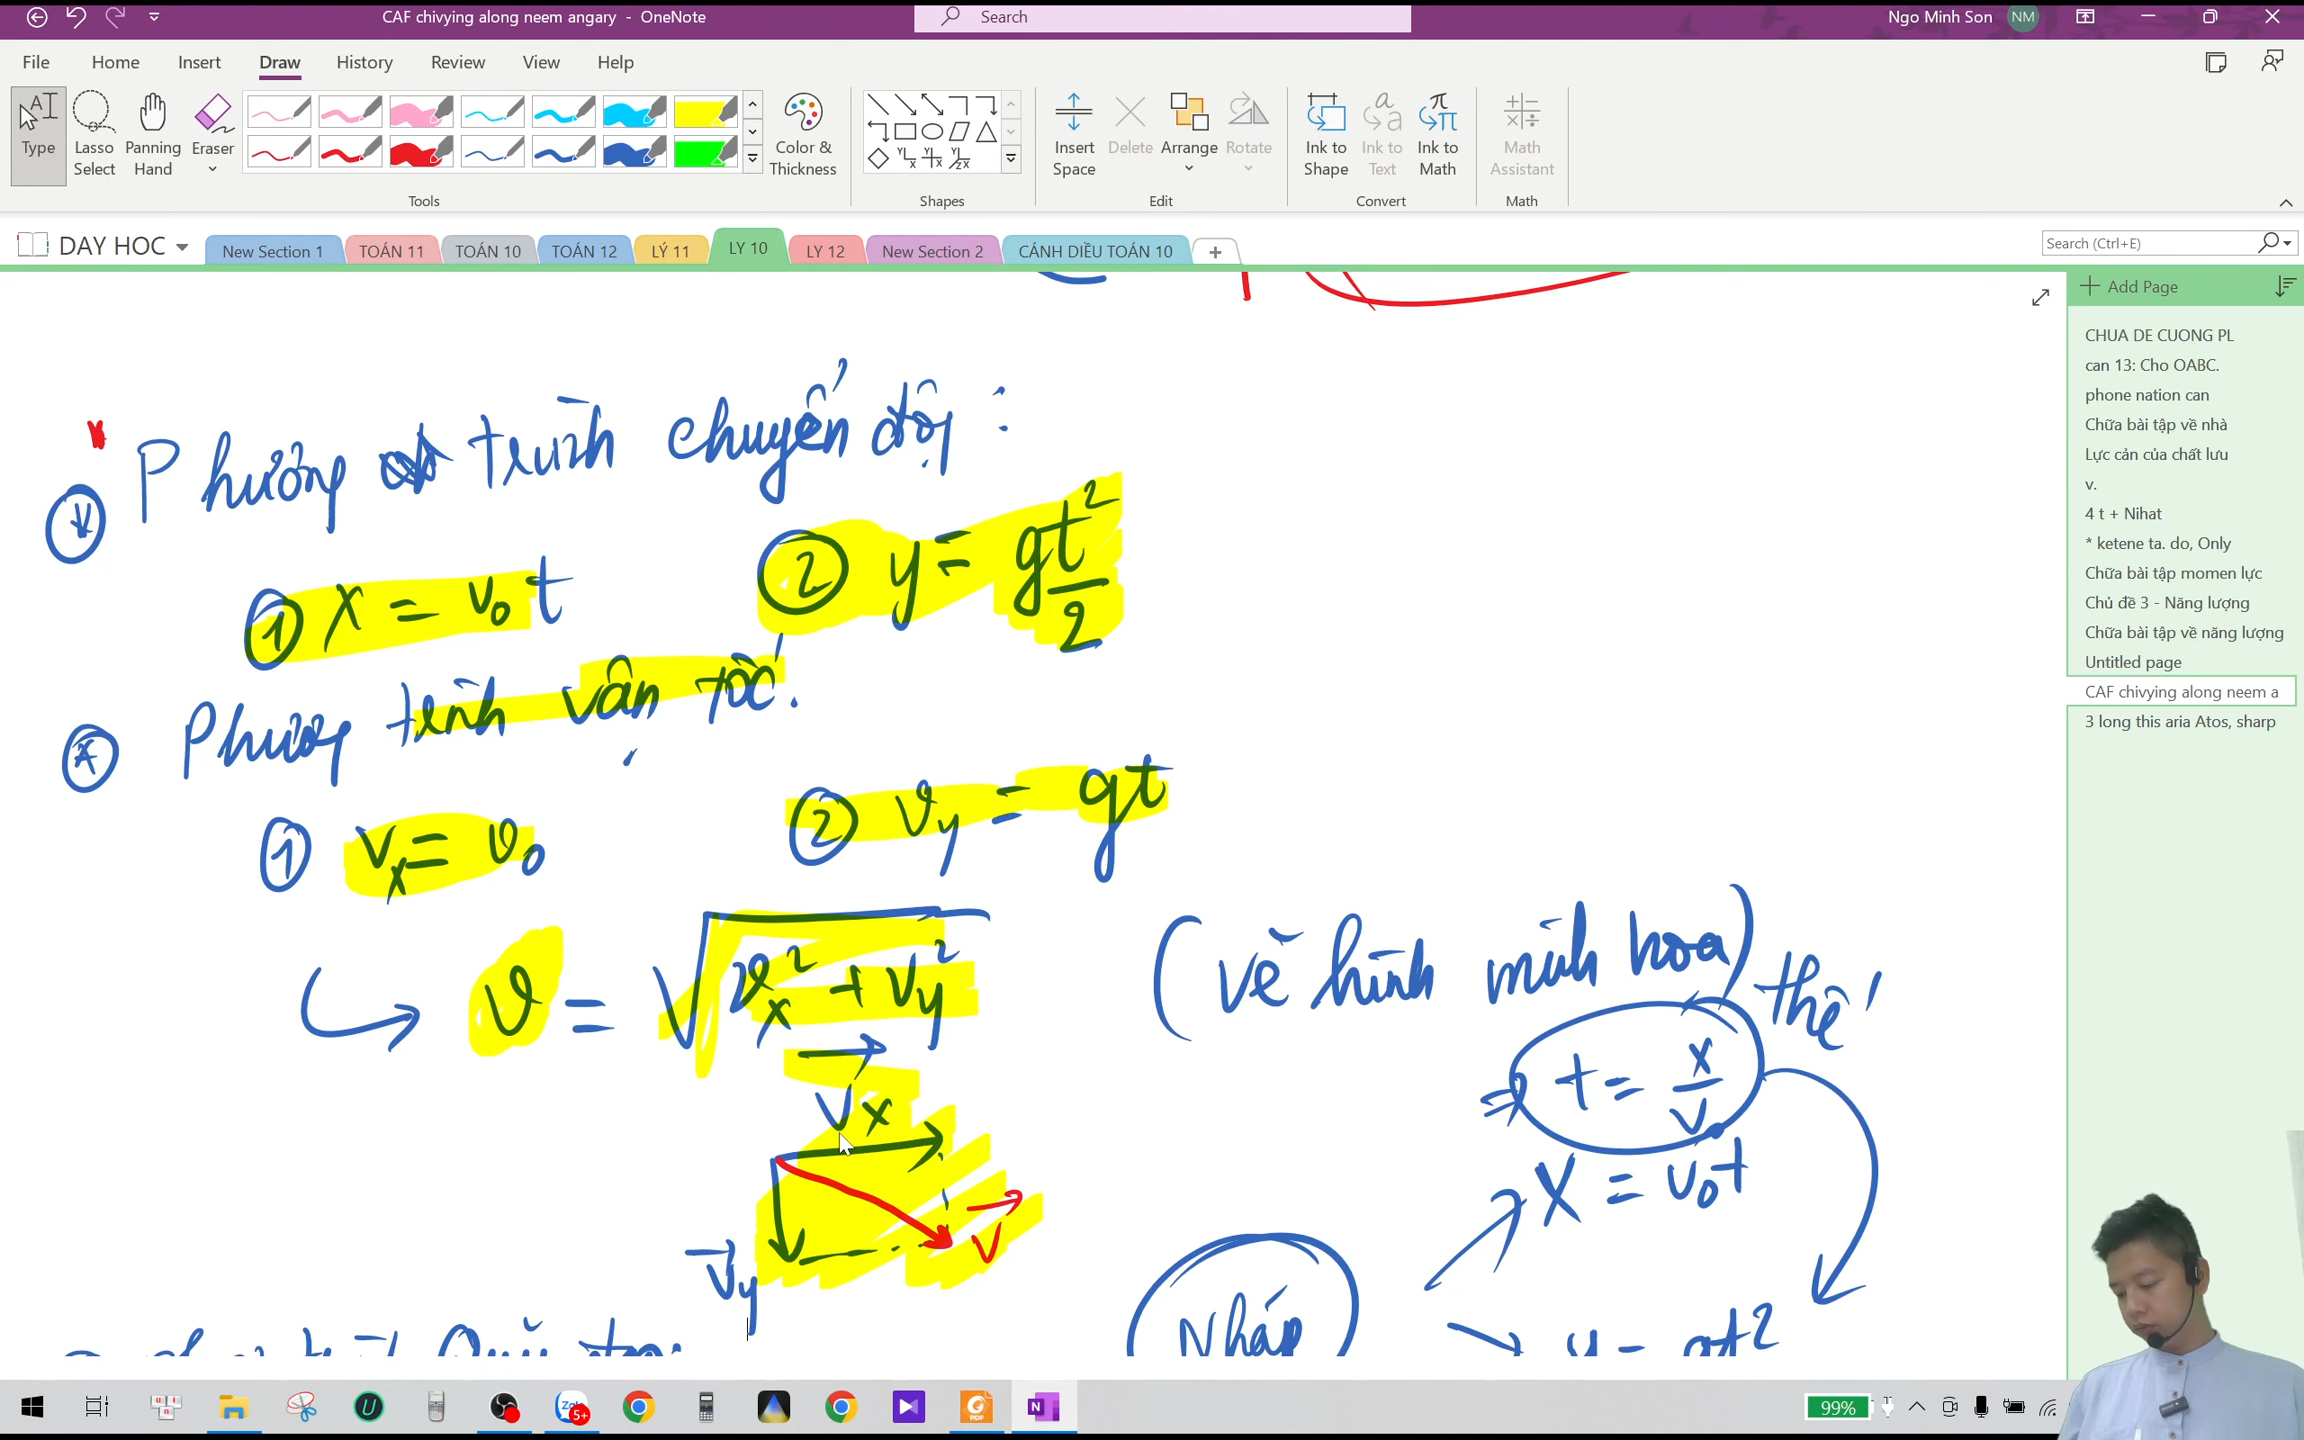 CAF chivying along neem angary - OneNote
Search
Ngo Minh Son NM
File Home Insert Draw History Review View Help
Type
Lasso Select
Panning Hand
Eraser
Color & Thickness
Insert Space
Delete
Arrange
Rotate
Ink to Shape
Ink to Text
Ink to Math
Math Assistant
Tools Shapes Edit Convert Math
DAY HOC New Section 1 TOÁN 11 TOÁN 10 TOÁN 12 LÝ 11 LY 10 LY 12 New Section 2 CÁNH DIỀU TOÁN 10 +
Search (Ctrl+E)
Add Page
CHUA DE CUONG PL
can 13: Cho OABC.
phone nation can
Chữa bài tập về nhà
Lực cản của chất lưu
v.
4 t + Nihat
* ketene ta. do, Only
Chữa bài tập momen lực
Chủ đề 3 - Năng lượng
Chữa bài tập về năng lượng
Untitled page
CAF chivying along neem a
3 long this aria Atos, sharp
Phương trình chuyển động :
① x = v₀t ② y = gt²/2
Phương trình vận tốc.
① vₓ = v₀ ② v_y = gt
v = √(vₓ² + v_y²) (vẽ hình minh hoạ)
thế
⇒ t = x/v₀
vₓ
x = v₀t
v
v_y
Nháp
y = gt²
99%